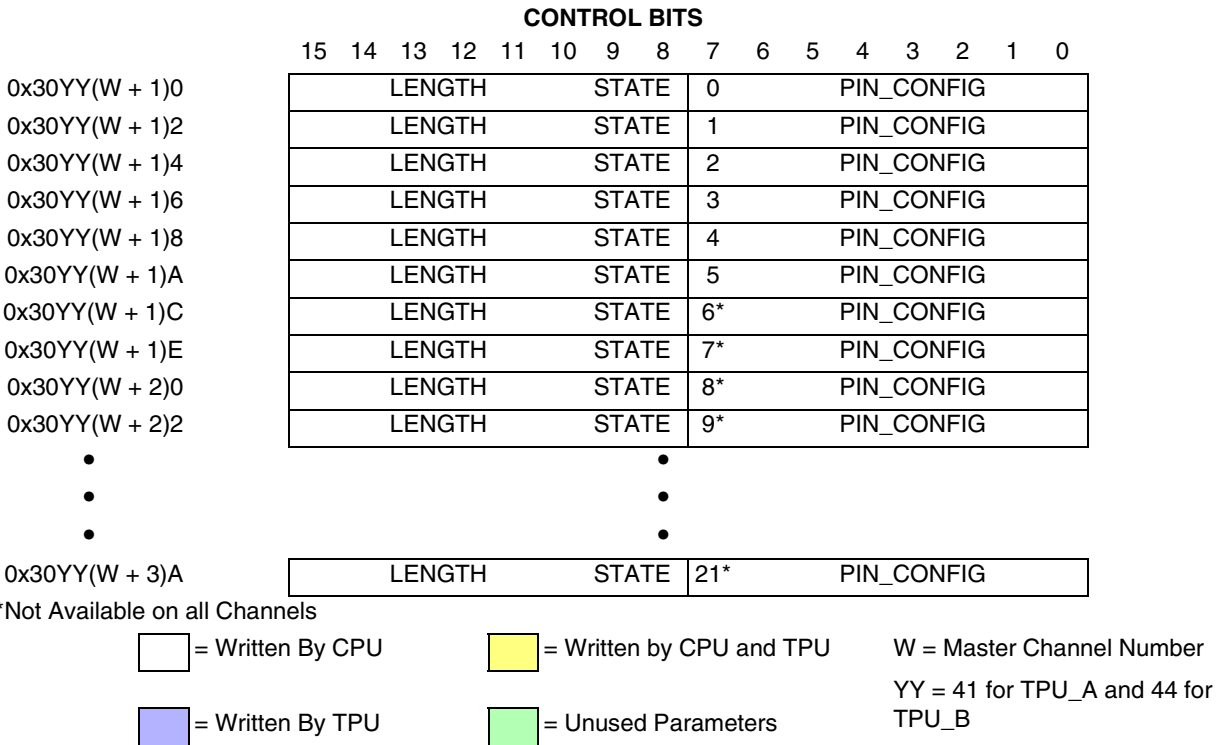 CONTROL BITS
15 14 13 12 11 10 9 8 7 6 5 4 3 2 1 0
0x30YY(W + 1)0 LENGTH STATE 0 PIN_CONFIG
0x30YY(W + 1)2 LENGTH STATE 1 PIN_CONFIG
0x30YY(W + 1)4 LENGTH STATE 2 PIN_CONFIG
0x30YY(W + 1)6 LENGTH STATE 3 PIN_CONFIG
0x30YY(W + 1)8 LENGTH STATE 4 PIN_CONFIG
0x30YY(W + 1)A LENGTH STATE 5 PIN_CONFIG
0x30YY(W + 1)C LENGTH STATE 6* PIN_CONFIG
0x30YY(W + 1)E LENGTH STATE 7* PIN_CONFIG
0x30YY(W + 2)0 LENGTH STATE 8* PIN_CONFIG
0x30YY(W + 2)2 LENGTH STATE 9* PIN_CONFIG
• •
• •
• •
0x30YY(W + 3)A LENGTH STATE 21* PIN_CONFIG
*Not Available on all Channels
= Written By CPU = Written by CPU and TPU W = Master Channel Number
YY = 41 for TPU_A and 44 for
= Written By TPU = Unused Parameters TPU_B